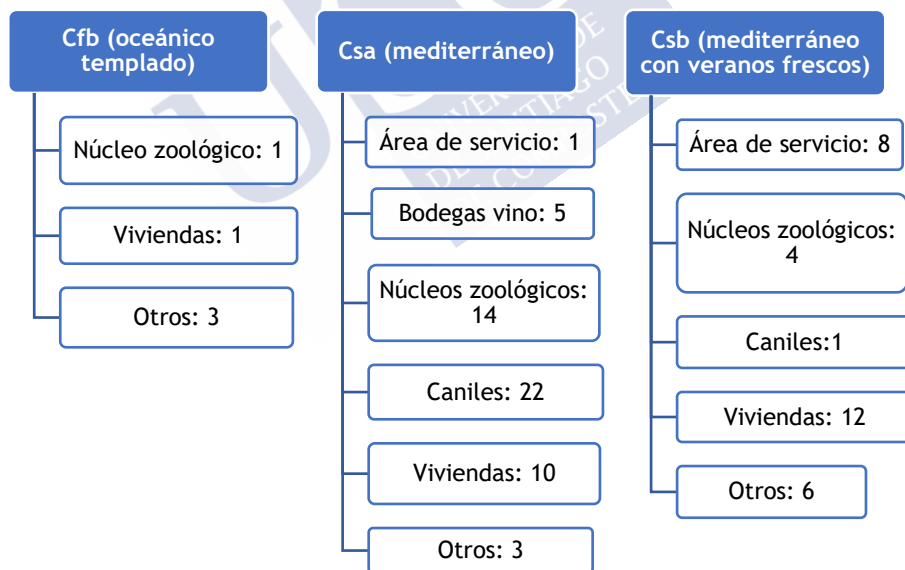 Cfb (oceánico
templado)
Núcleo zoológico: 1
Viviendas: 1
Otros: 3
Csa (mediterráneo)
Área de servicio: 1
Bodegas vino: 5
Núcleos zoológicos:
14
Caniles: 22
Viviendas: 10
Otros: 3
Csb (mediterráneo
con veranos frescos)
Área de servicio: 8
Núcleos zoológicos:
4
Caniles:1
Viviendas: 12
Otros: 6